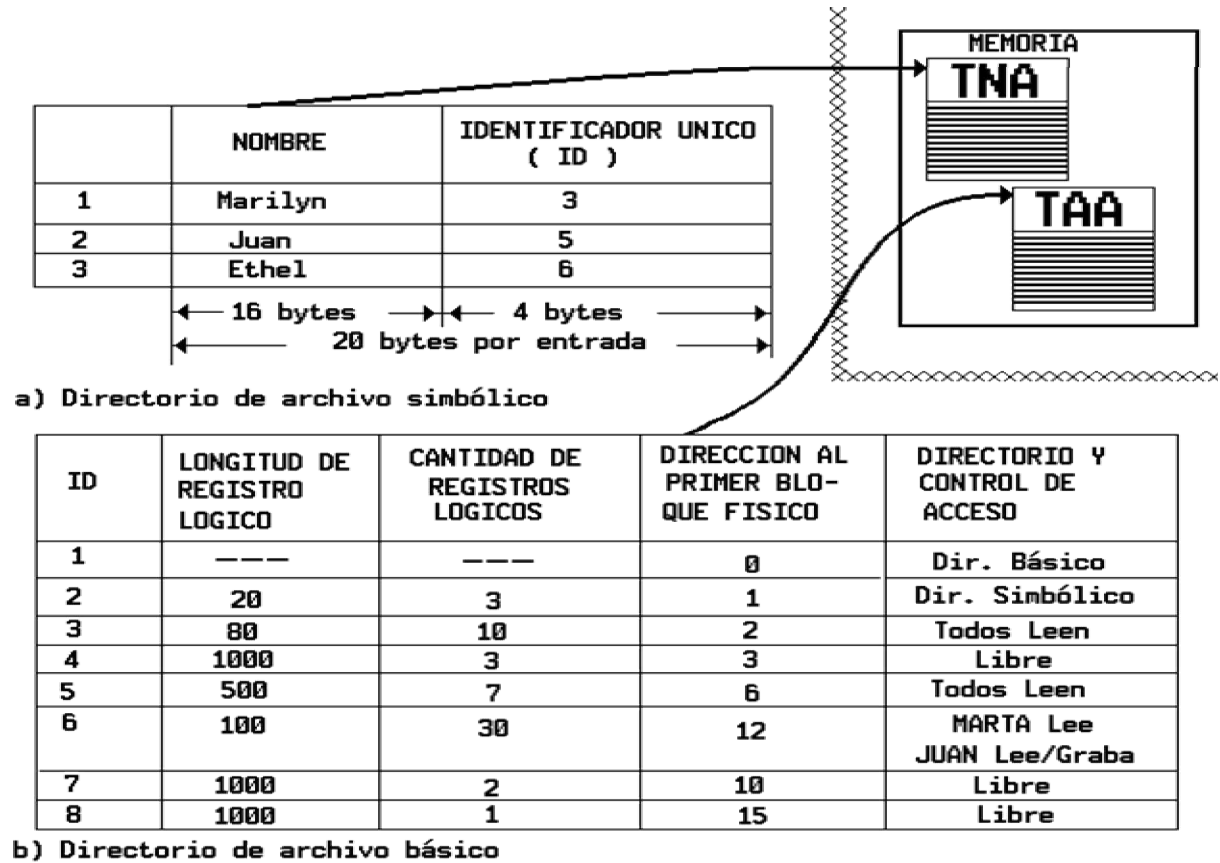 MEMORIA
TNA
TAA
NOMBRE IDENTIFICADOR UNICO
( ID )
1 Marilyn 3
2 Juan 5
3 Ethel 6
16 bytes 4 bytes
20 bytes por entrada
a) Directorio de archivo simbólico
ID LONGITUD DE REGISTRO LOGICO CANTIDAD DE REGISTROS LOGICOS DIRECCION AL PRIMER BLO- QUE FISICO DIRECTORIO Y CONTROL DE ACCESO
1 --- --- 0 Dir. Básico
2 20 3 1 Dir. Simbólico
3 80 10 2 Todos Leen
4 1000 3 3 Libre
5 500 7 6 Todos Leen
6 100 30 12 MARTA Lee
JUAN Lee/Graba
7 1000 2 10 Libre
8 1000 1 15 Libre
b) Directorio de archivo básico